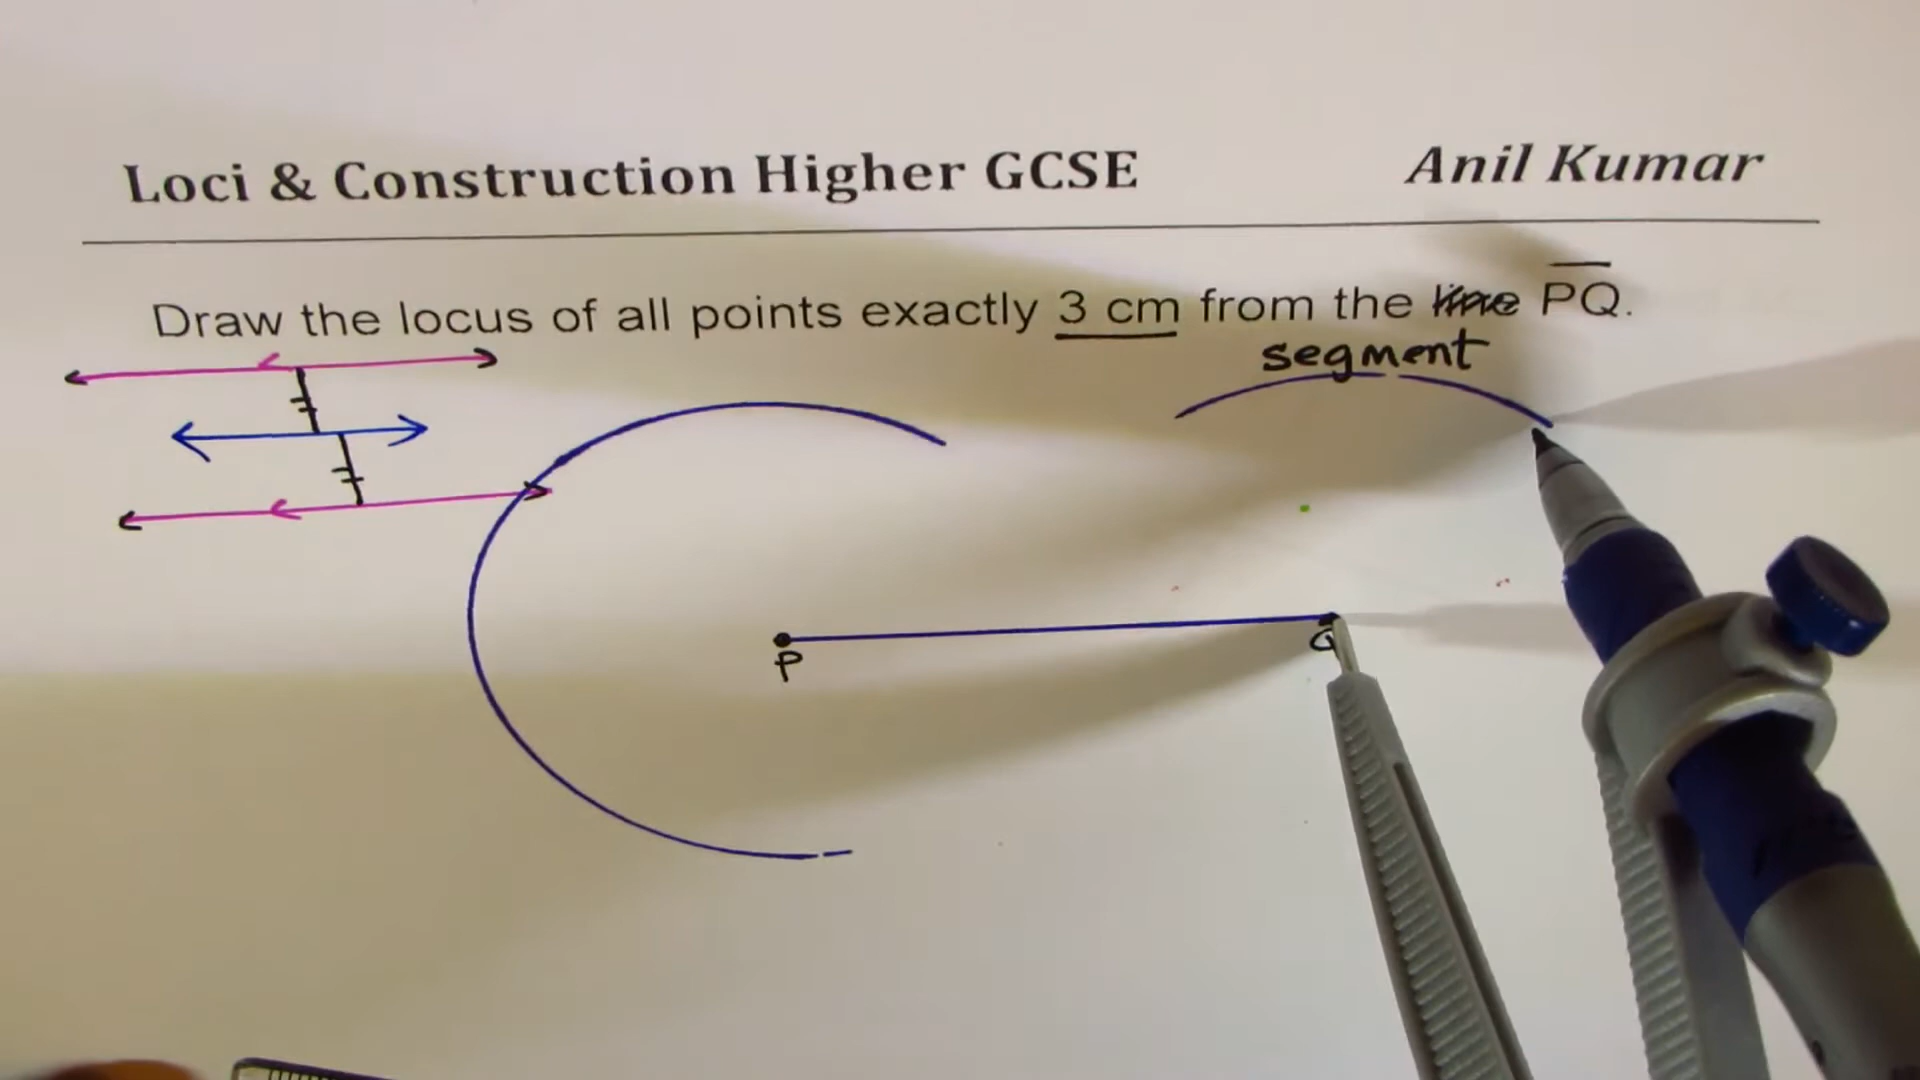 Loci & Construction Higher GCSE Anil Kumar
Draw the locus of all points exactly 3 cm from the line PQ.
segment
P Q